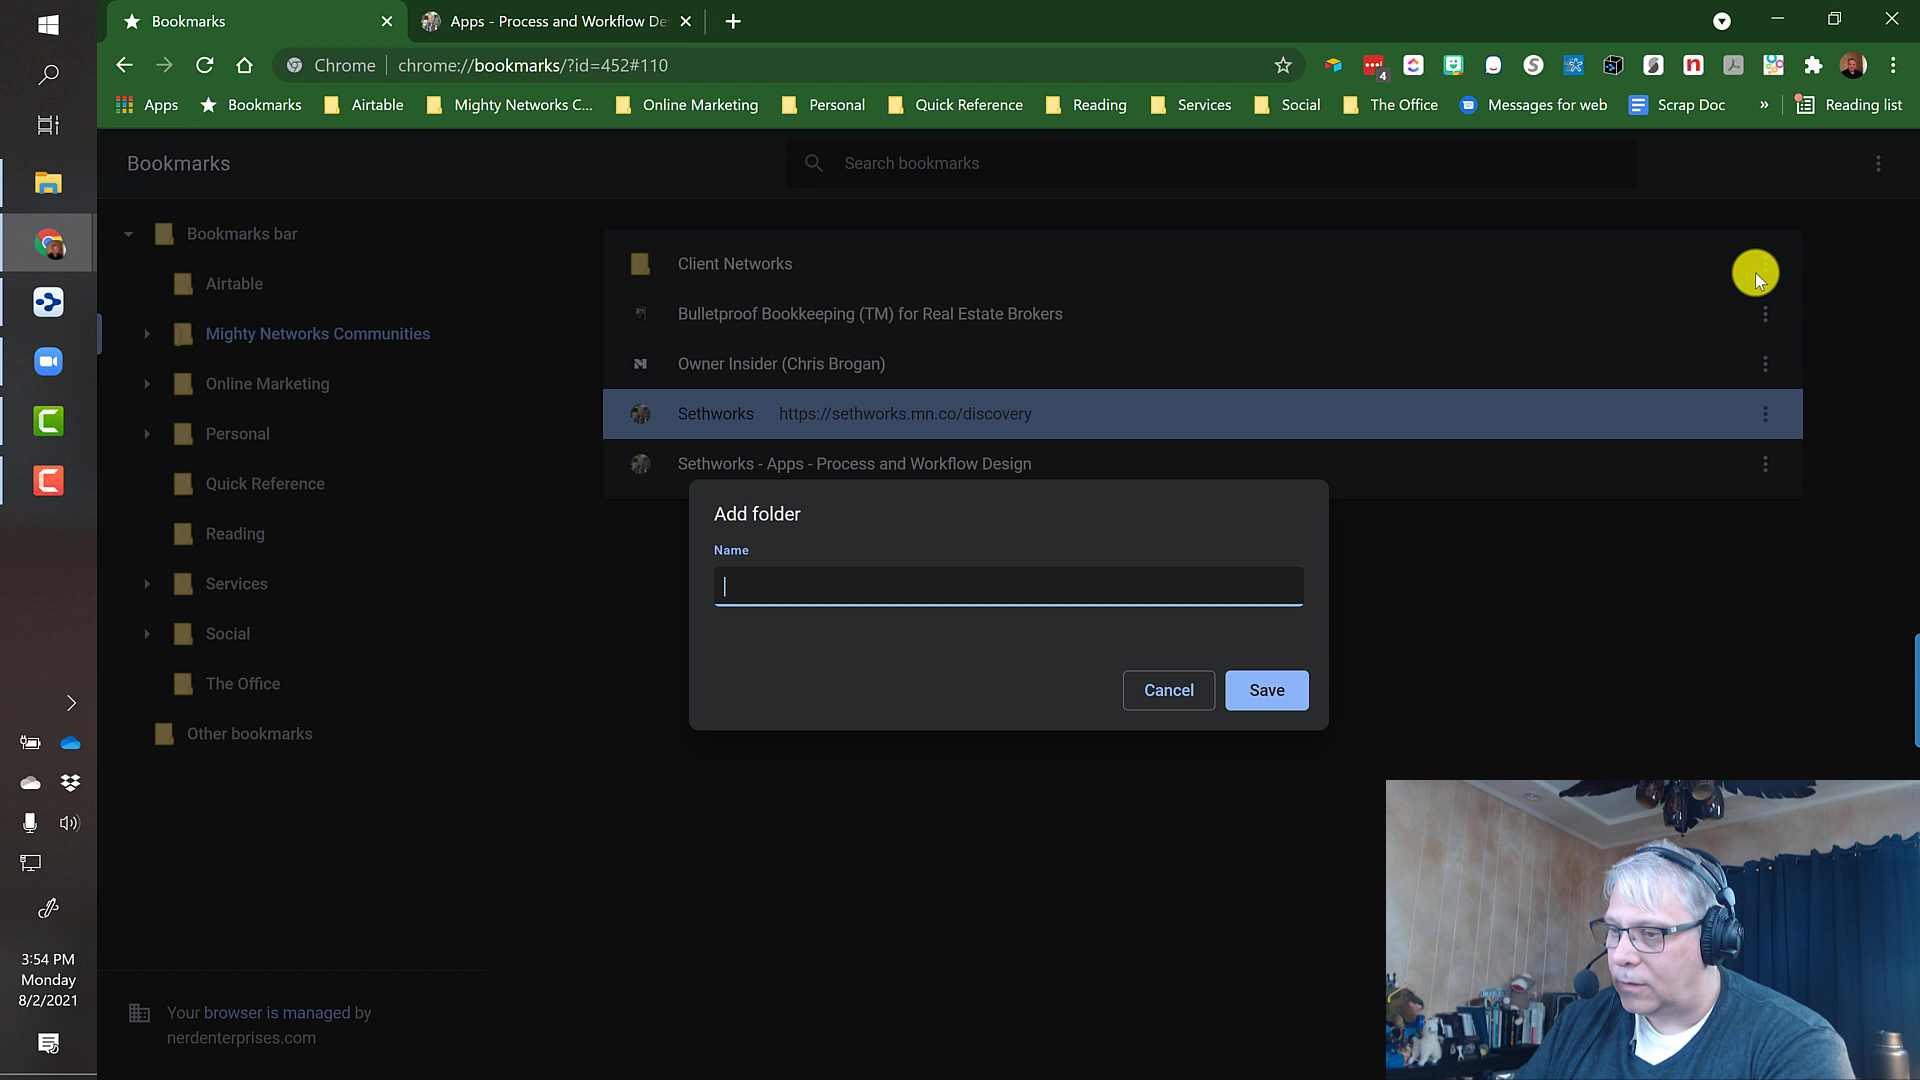 Bookmarks
Apps - Process and Workflow De
Chrome
chrome://bookmarks/?id=452#110
4
Apps
Bookmarks
Airtable
Mighty Networks C...
Online Marketing
Personal
Quick Reference
Reading
Services
Social
The Office
Messages for web
Scrap Doc
»
Reading list
Bookmarks
Search bookmarks
Bookmarks bar
Airtable
Mighty Networks Communities
Online Marketing
Personal
Quick Reference
Reading
Services
Social
The Office
Other bookmarks
Client Networks
Bulletproof Bookkeeping (TM) for Real Estate Brokers
Owner Insider (Chris Brogan)
Sethworks https://sethworks.mn.co/discovery
Sethworks - Apps - Process and Workflow Design
Add folder
Name
Cancel
Save
3:54 PM
Monday
8/2/2021
Your browser is managed by
nerdenterprises.com